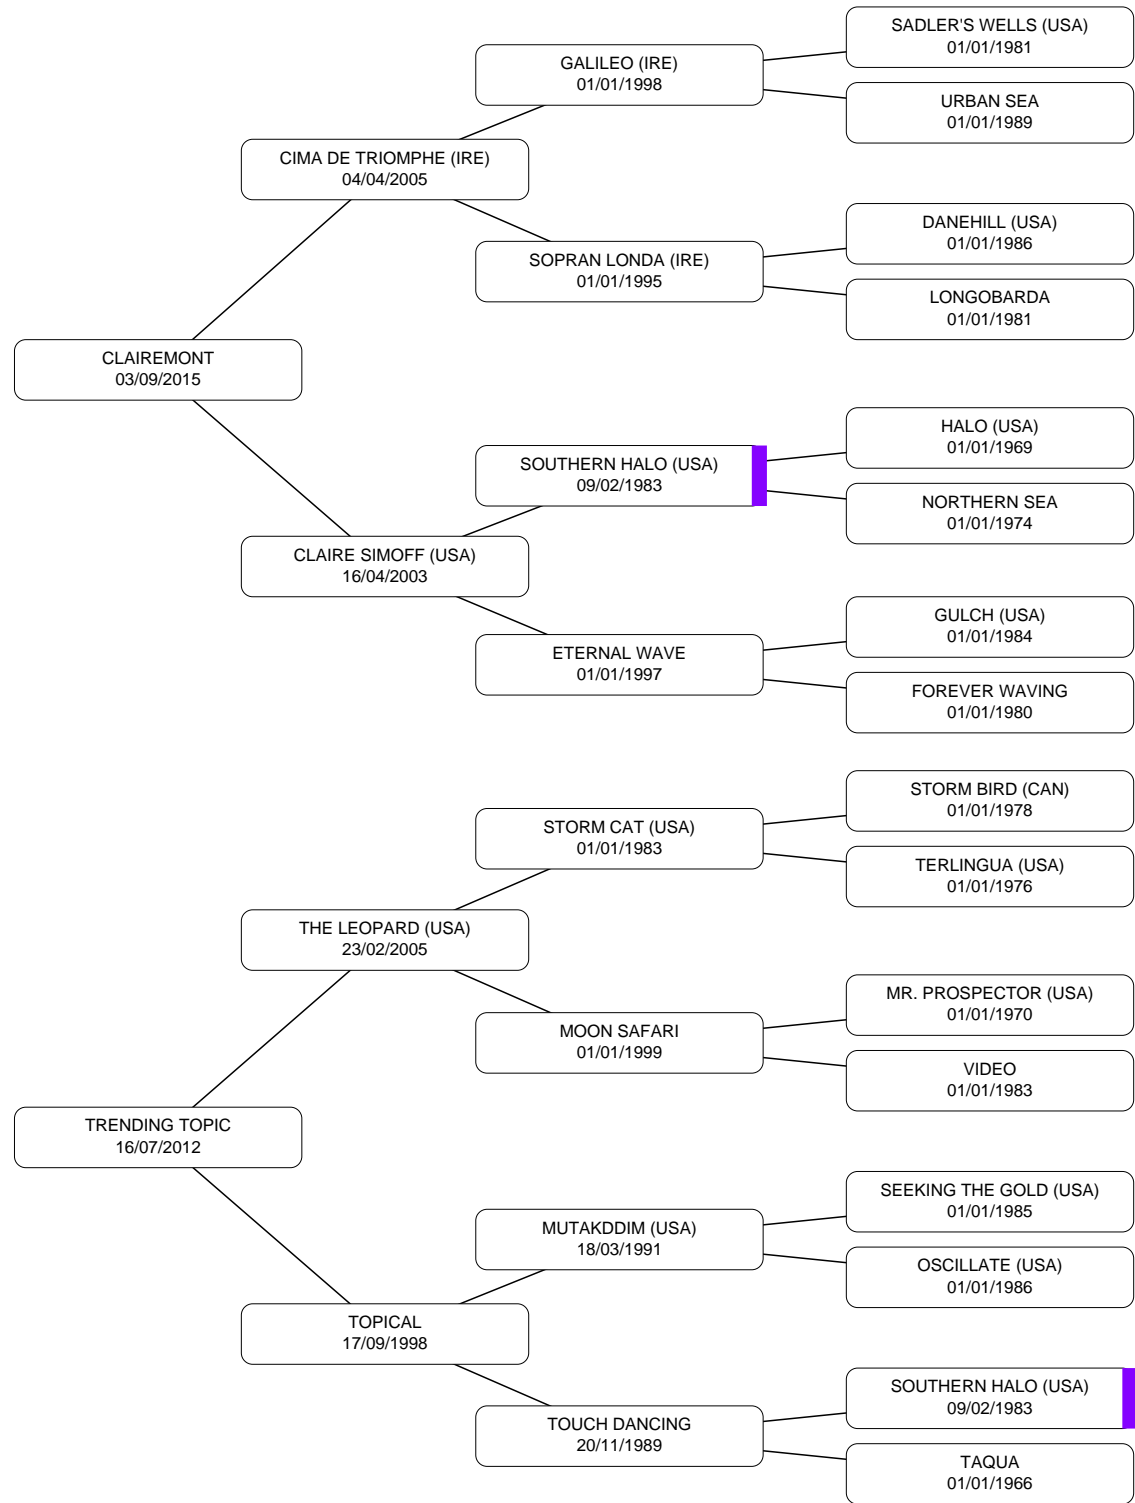 SADLER'S WELLS (USA)
01/01/1981
GALILEO (IRE)
01/01/1998
URBAN SEA
01/01/1989
CIMA DE TRIOMPHE (IRE)
04/04/2005
DANEHILL (USA)
01/01/1986
SOPRAN LONDA (IRE)
01/01/1995
LONGOBARDA
01/01/1981
CLAIREMONT
03/09/2015
HALO (USA)
01/01/1969
SOUTHERN HALO (USA)
09/02/1983
NORTHERN SEA
01/01/1974
CLAIRE SIMOFF (USA)
16/04/2003
GULCH (USA)
01/01/1984
ETERNAL WAVE
01/01/1997
FOREVER WAVING
01/01/1980
STORM BIRD (CAN)
01/01/1978
STORM CAT (USA)
01/01/1983
TERLINGUA (USA)
01/01/1976
THE LEOPARD (USA)
23/02/2005
MR. PROSPECTOR (USA)
01/01/1970
MOON SAFARI
01/01/1999
VIDEO
01/01/1983
TRENDING TOPIC
16/07/2012
SEEKING THE GOLD (USA)
01/01/1985
MUTAKDDIM (USA)
18/03/1991
OSCILLATE (USA)
01/01/1986
TOPICAL
17/09/1998
SOUTHERN HALO (USA)
09/02/1983
TOUCH DANCING
20/11/1989
TAQUA
01/01/1966